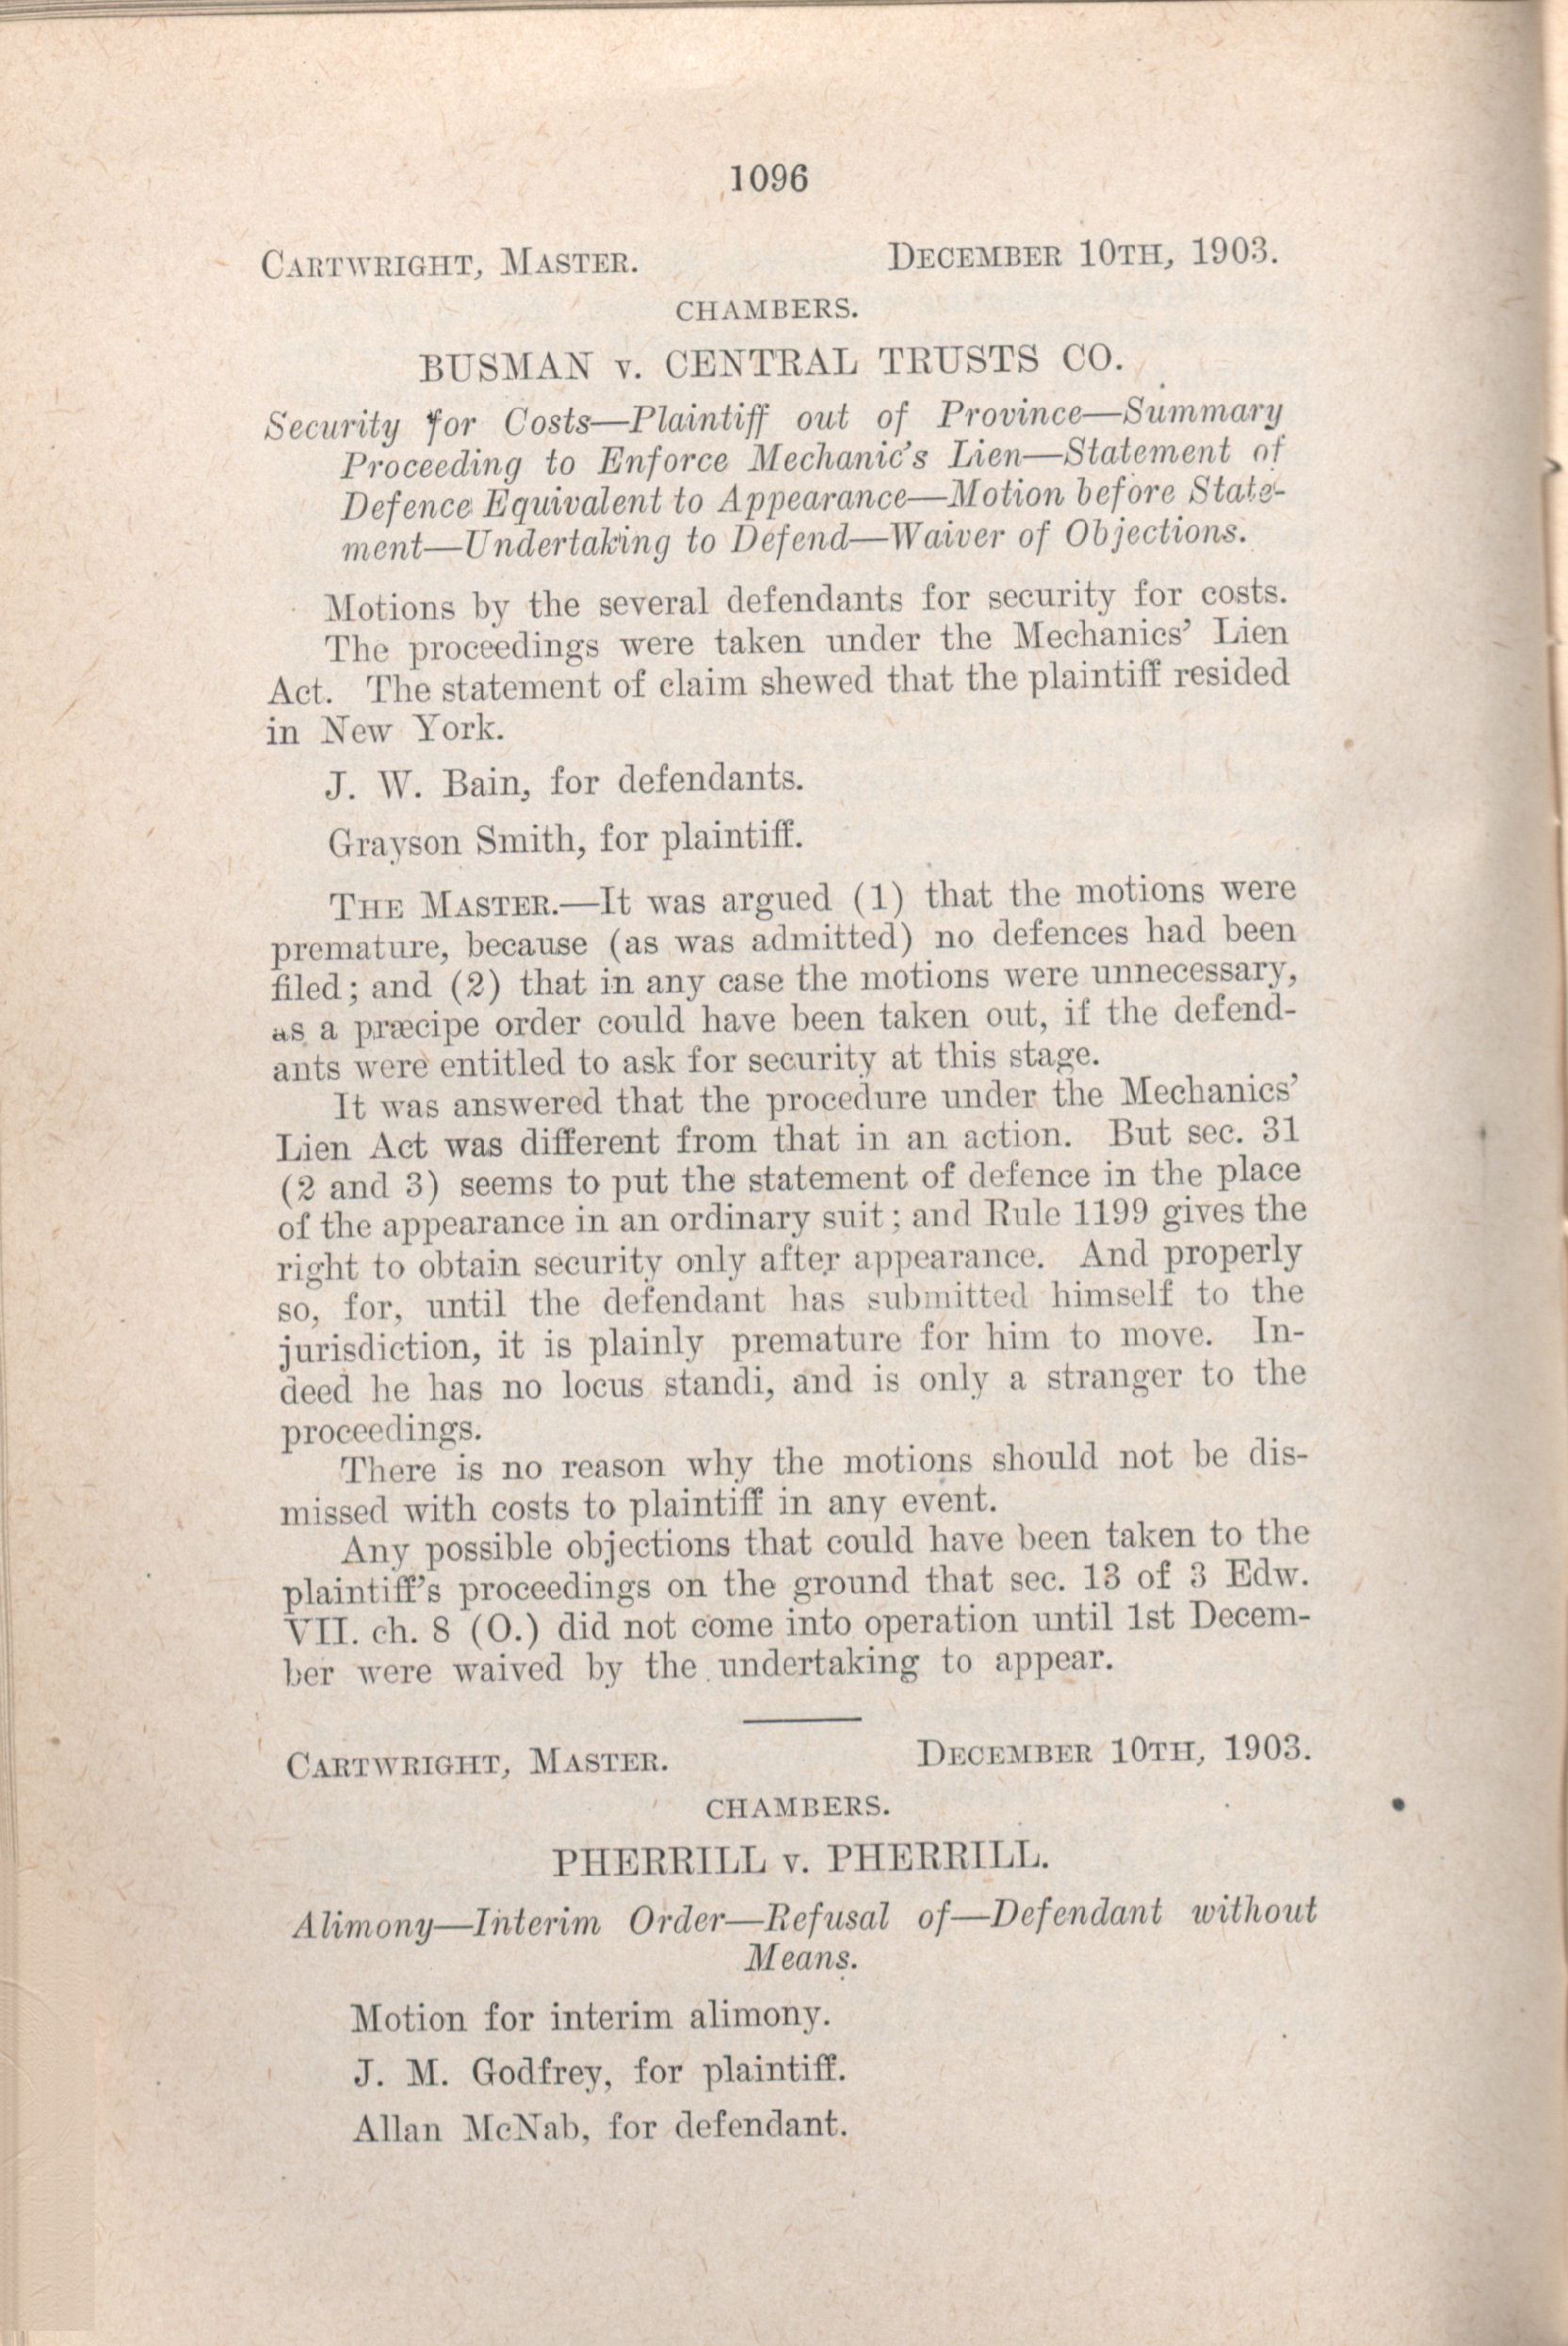 1096
CARTWRIGHT, MASTER. DECEMBER 10TH, 1903.
CHAMBERS.
BUSMAN v. CENTRAL TRUSTS CO.
Security for Costs—Plaintiff out of Province—Summary
Proceeding to Enforce Mechanic's Lien—Statement of
Defence Equivalent to Appearance—Motion before State-
ment—Undertaking to Defend—Waiver of Objections.
Motions by the several defendants for security for costs.
The proceedings were taken under the Mechanics' Lien
Act. The statement of claim shewed that the plaintiff resided
in New York.
J. W. Bain, for defendants.
Grayson Smith, for plaintiff.
THE MASTER.—It was argued (1) that the motions were
premature, because (as was admitted) no defences had been
filed; and (2) that in any case the motions were unnecessary,
as a præcipe order could have been taken out, if the defend-
ants were entitled to ask for security at this stage.
It was answered that the procedure under the Mechanics'
Lien Act was different from that in an action. But sec. 31
(2 and 3) seems to put the statement of defence in the place
of the appearance in an ordinary suit; and Rule 1199 gives the
right to obtain security only after appearance. And properly
so, for, until the defendant has submitted himself to the
jurisdiction, it is plainly premature for him to move. In-
deed he has no locus standi, and is only a stranger to the
proceedings.
There is no reason why the motions should not be dis-
missed with costs to plaintiff in any event.
Any possible objections that could have been taken to the
plaintiff's proceedings on the ground that sec. 13 of 3 Edw.
VII. ch. 8 (O.) did not come into operation until 1st Decem-
ber were waived by the undertaking to appear.
CARTWRIGHT, MASTER. DECEMBER 10TH, 1903.
CHAMBERS.
PHERRILL v. PHERRILL.
Alimony—Interim Order—Refusal of—Defendant without
Means.
Motion for interim alimony.
J. M. Godfrey, for plaintiff.
Allan McNab, for defendant.